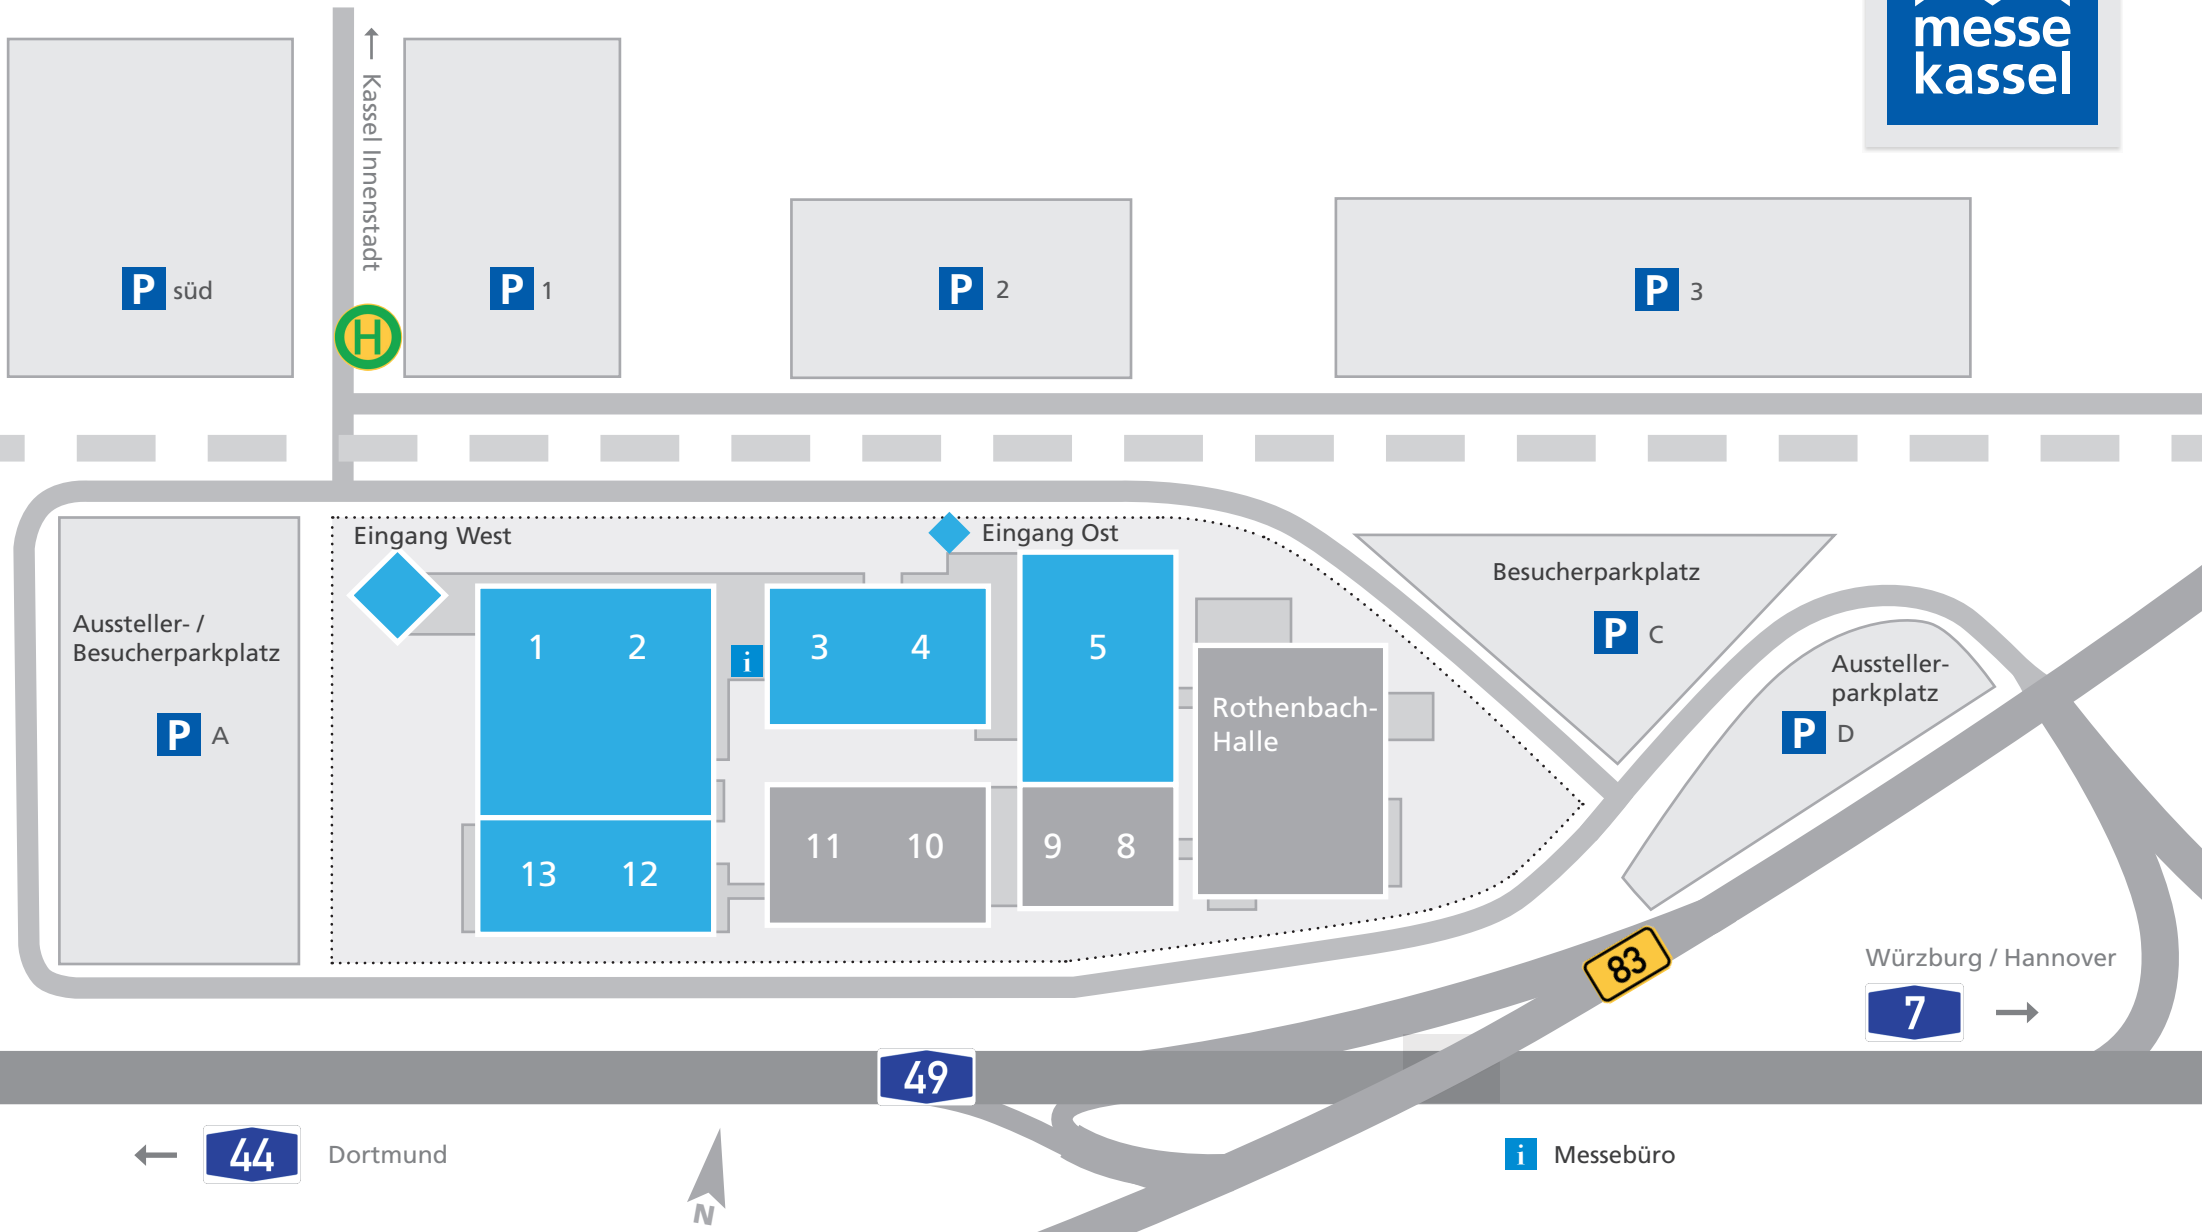 messe
kassel
Kassel Innenstadt
P süd
P 1
P 2
P 3
H
Eingang West
Eingang Ost
Besucherparkplatz
P C
Aussteller- /
Besucherparkplatz
P A
1 2
i
3 4
5
Rothenbach-
Halle
Aussteller-
parkplatz
P D
13 12
11 10
9 8
83
Würzburg / Hannover
7
49
44 Dortmund
N
i Messebüro